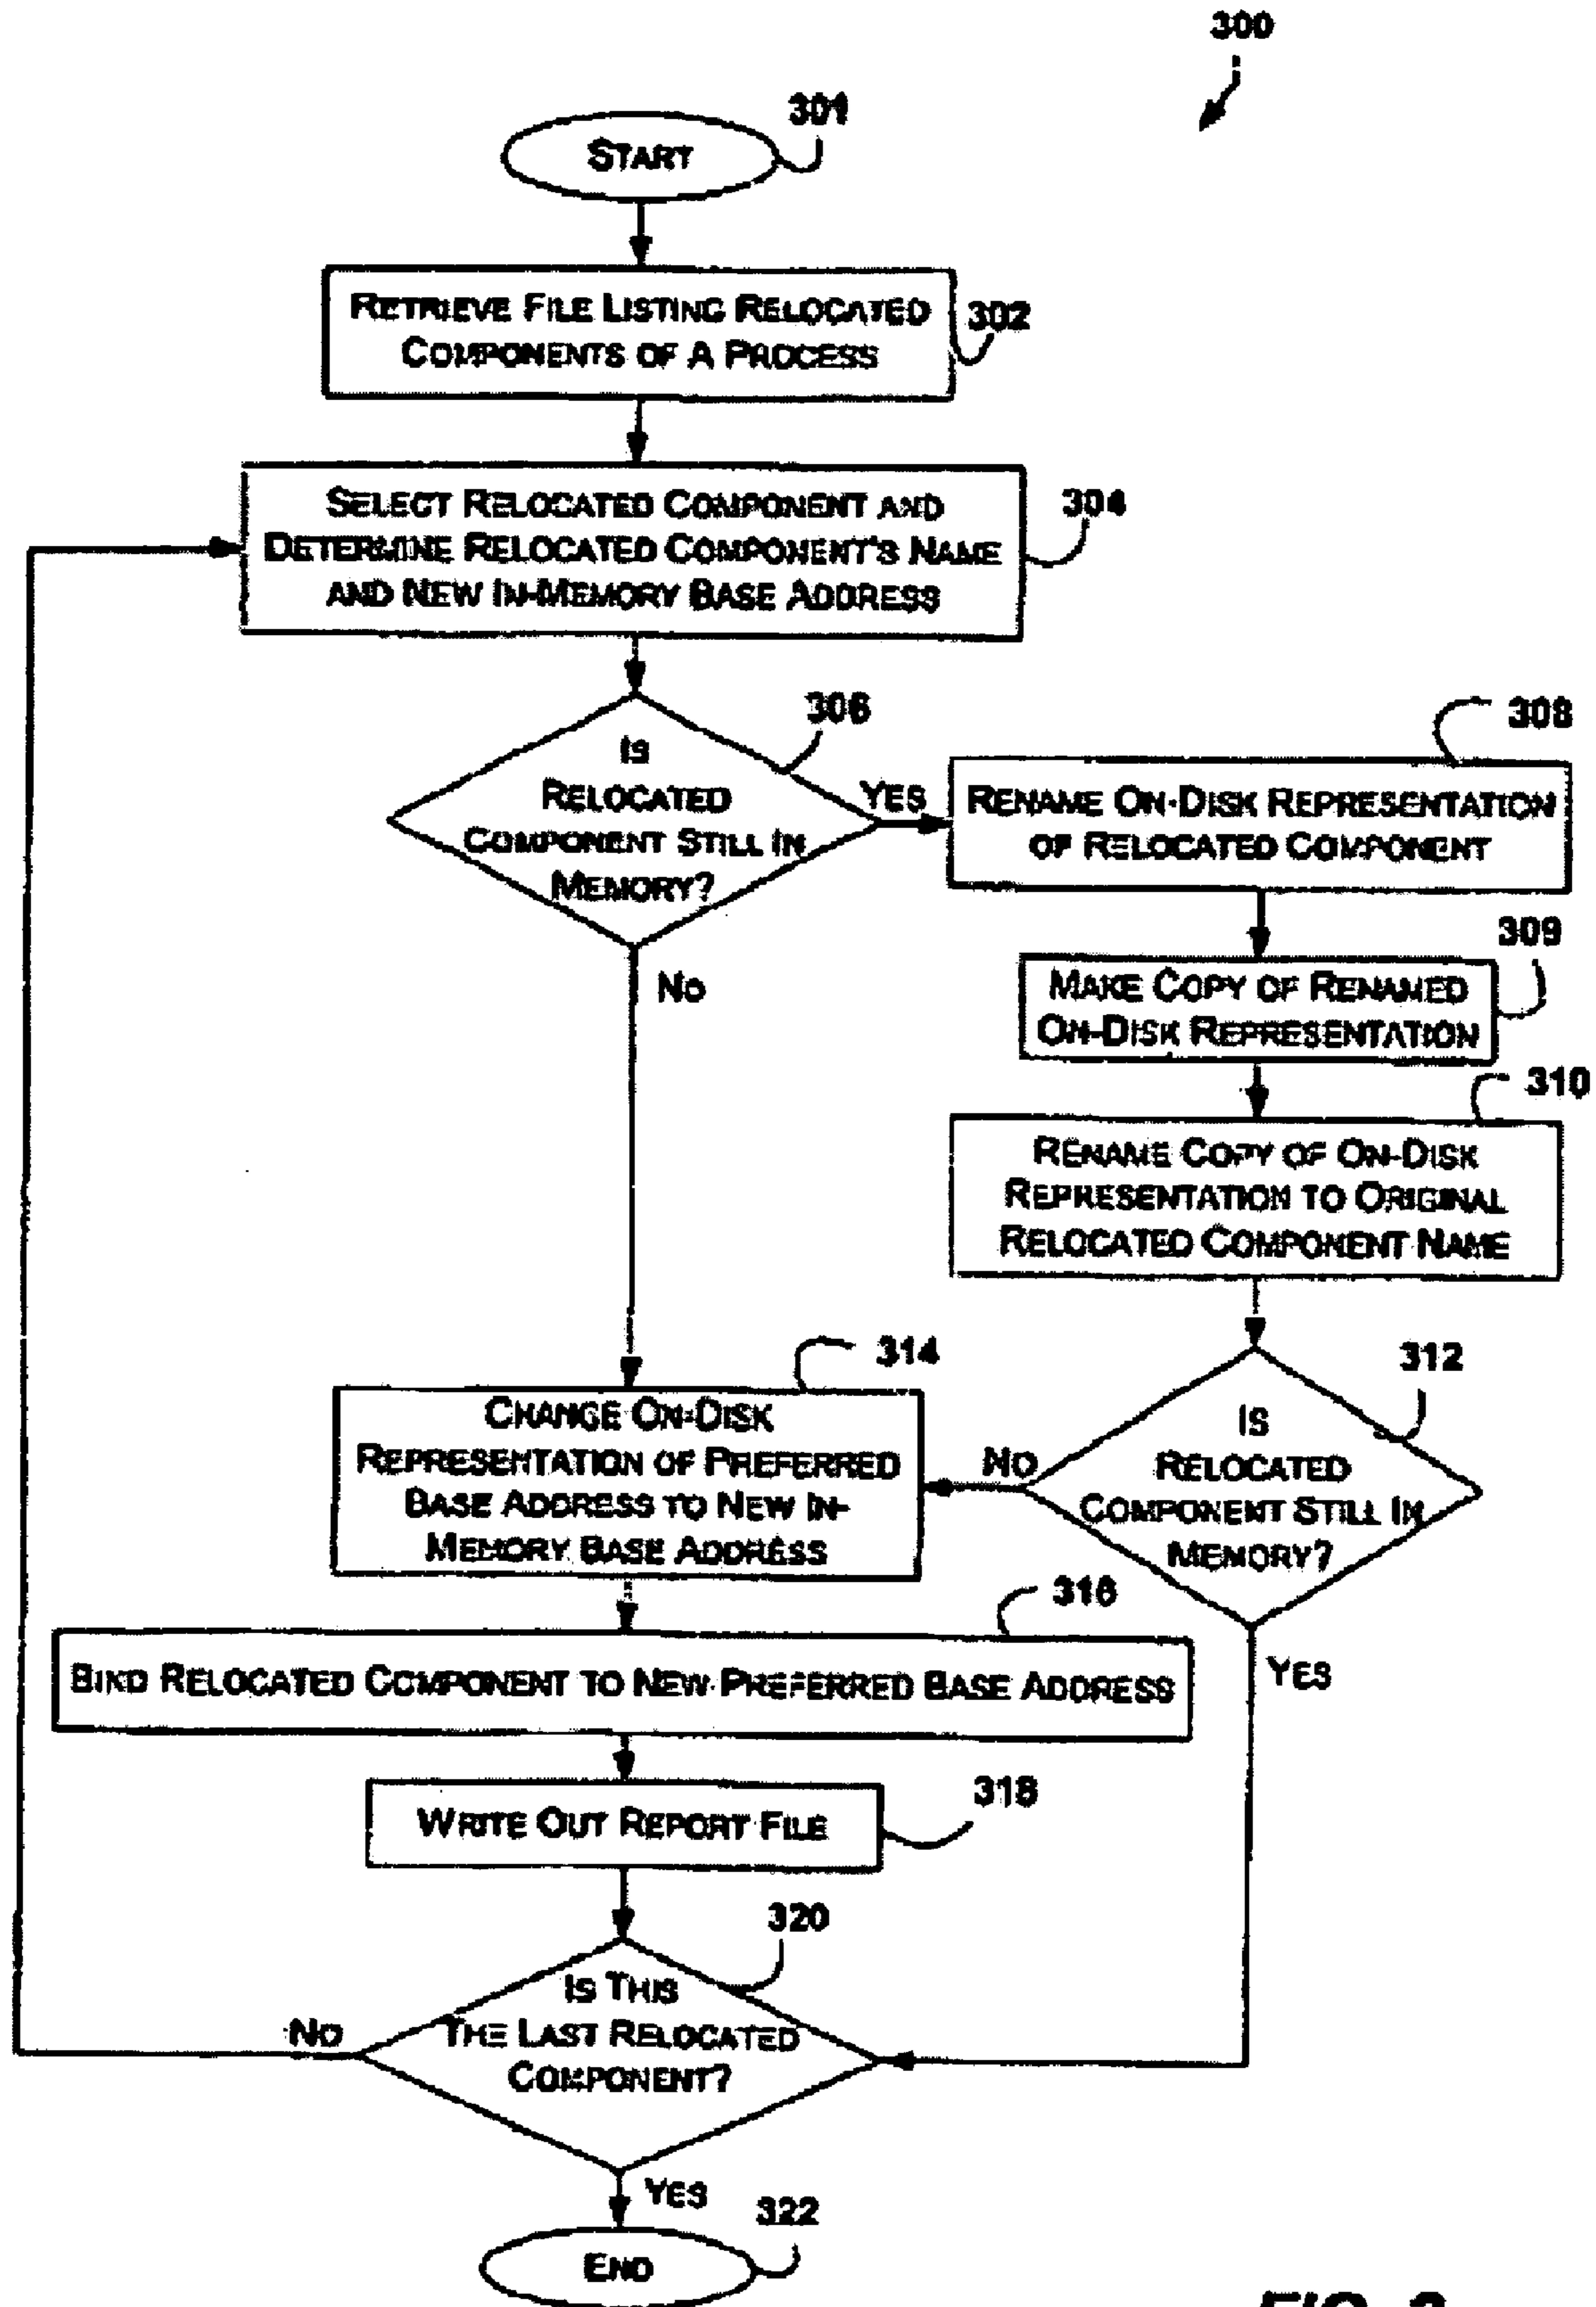 300
301
START
RETRIEVE FILE LISTING RELOCATED
COMPONENTS OF A PROCESS
302
SELECT RELOCATED COMPONENT AND
DETERMINE RELOCATED COMPONENT'S NAME
AND NEW IN-MEMORY BASE ADDRESS
304
306
IS
RELOCATED
COMPONENT STILL IN
MEMORY?
YES
NO
308
RENAME ON-DISK REPRESENTATION
OF RELOCATED COMPONENT
309
MAKE COPY OF RENAMED
ON-DISK REPRESENTATION
310
RENAME COPY OF ON-DISK
REPRESENTATION TO ORIGINAL
RELOCATED COMPONENT NAME
312
IS
RELOCATED
COMPONENT STILL IN
MEMORY?
NO
YES
314
CHANGE ON-DISK
REPRESENTATION OF PREFERRED
BASE ADDRESS TO NEW IN-
MEMORY BASE ADDRESS
316
BIND RELOCATED COMPONENT TO NEW PREFERRED BASE ADDRESS
318
WRITE OUT REPORT FILE
320
IS THIS
THE LAST RELOCATED
COMPONENT?
NO
YES
322
END